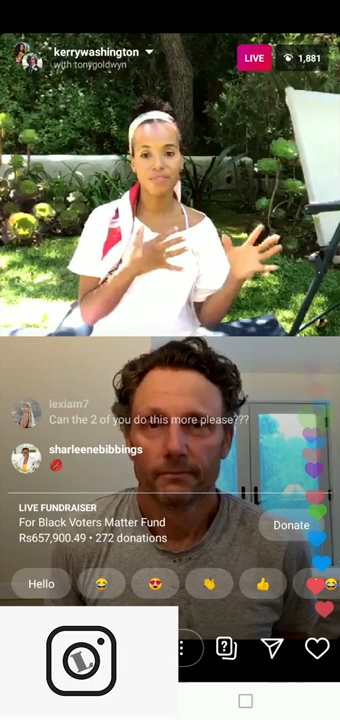 kerrywashington
with tonygoldwyn
LIVE
1,881
lexiam7
Can the 2 of you do this more please???
sharleenebibbings
LIVE FUNDRAISER
For Black Voters Matter Fund
Rs657,900.49 • 272 donations
Donate
Hello
L